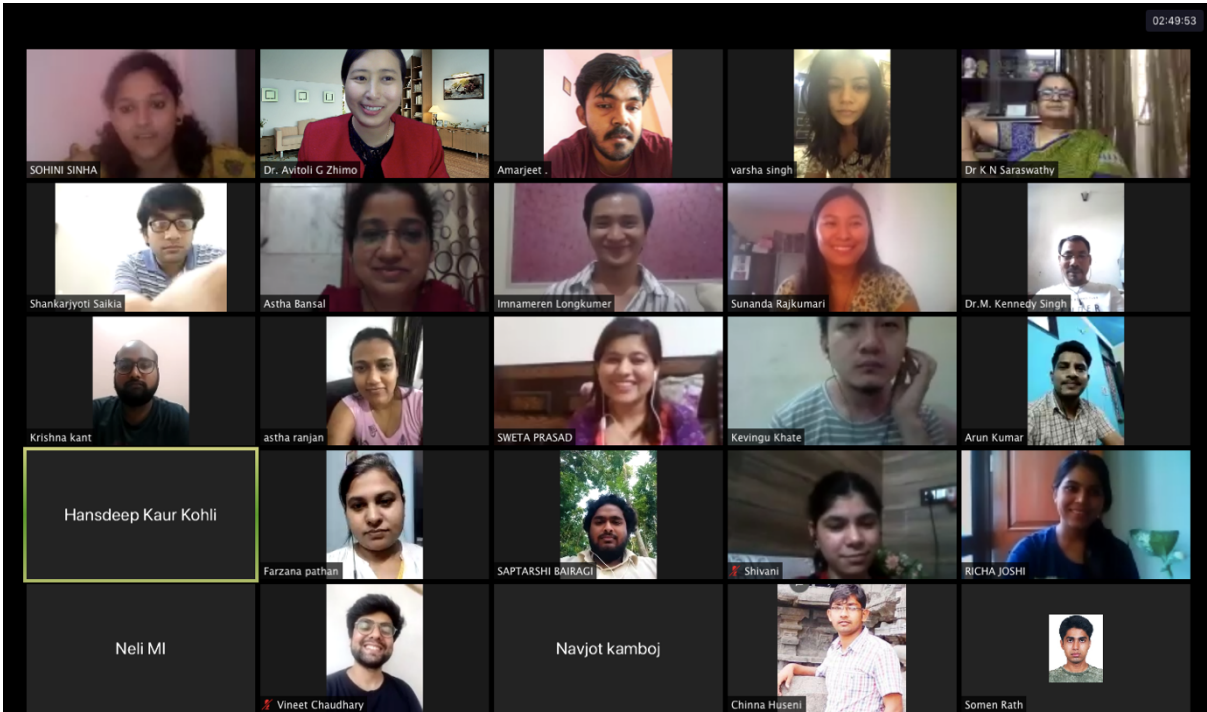 02:49:53
SOHINI SINHA
Dr. Avitoli G Zhimo
Amarjeet .
varsha singh
Dr K N Saraswathy
Shankarjyoti Saikia
Astha Bansal
Imnameren Longkumer
Sunanda Rajkumari
Dr.M. Kennedy Singh
Krishna kant
astha ranjan
SWETA PRASAD
Kevingu Khate
Arun Kumar
Hansdeep Kaur Kohli
Farzana pathan
SAPTARSHI BAIRAGI
Shivani
RICHA JOSHI
Neli MI
Vineet Chaudhary
Navjot kamboj
Chinna Huseni
Somen Rath